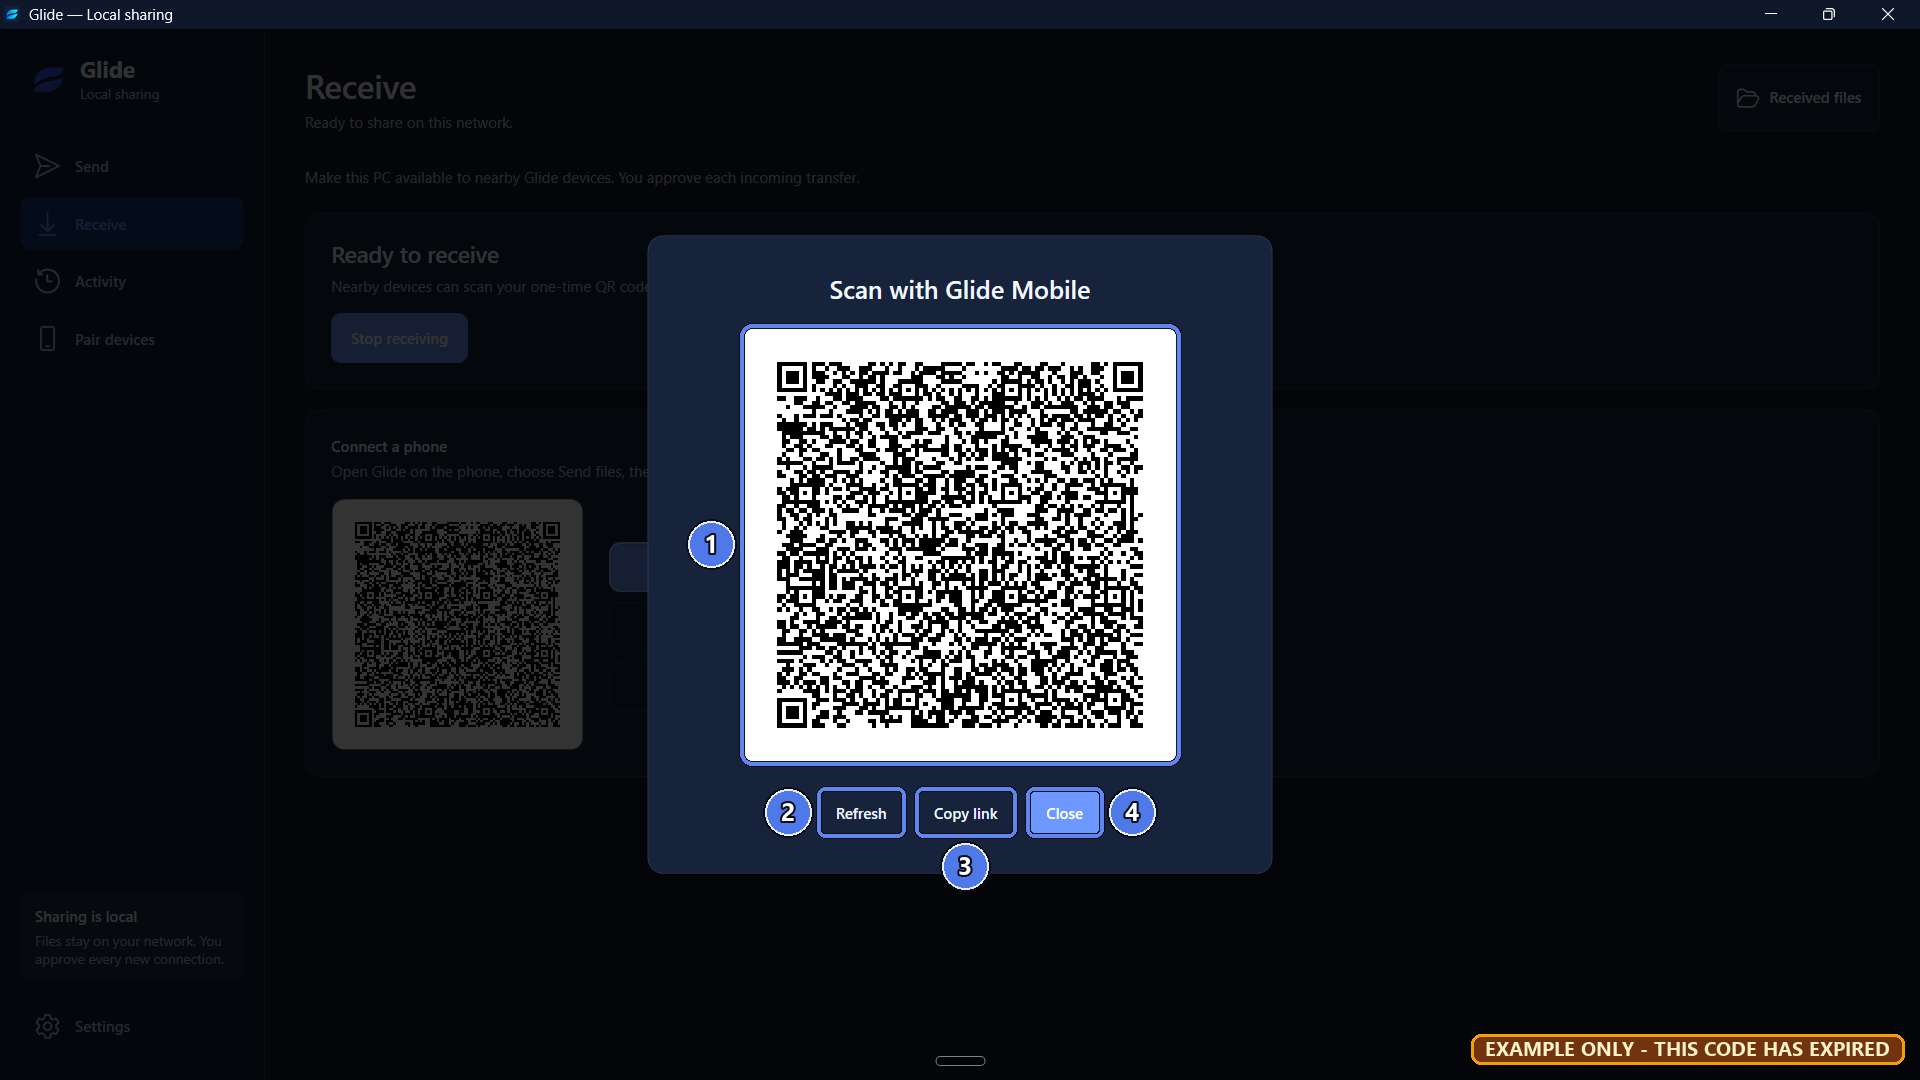 Glide — Local sharing
Glide
Local sharing
Send
Receive
Activity
Pair devices
Sharing is local
Files stay on your network. You
approve every new connection.
Settings
Receive
Ready to share on this network.
Received files
Make this PC available to nearby Glide devices. You approve each incoming transfer.
Ready to receive
Nearby devices can scan your one-time QR code
Stop receiving
Connect a phone
Open Glide on the phone, choose Send files, the
Scan with Glide Mobile
1
2
Refresh
Copy link
Close
4
3
EXAMPLE ONLY - THIS CODE HAS EXPIRED